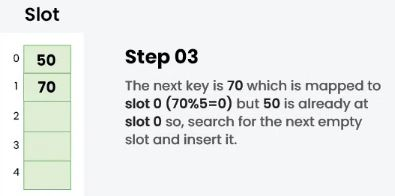 Slot
0 50
1 70
2
3
4
Step 03
The next key is 70 which is mapped to
slot 0 (70%5=0) but 50 is already at
slot 0 so, search for the next empty
slot and insert it.